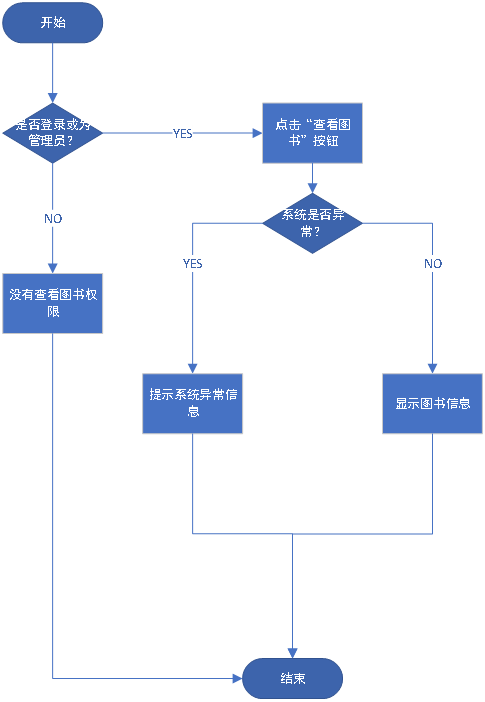 开始
是否登录或为
管理员？
YES
点击“查看图
书”按钮
NO
系统是否异
常？
YES
NO
没有查看图书权
限
提示系统异常信
息
显示图书信息
结束